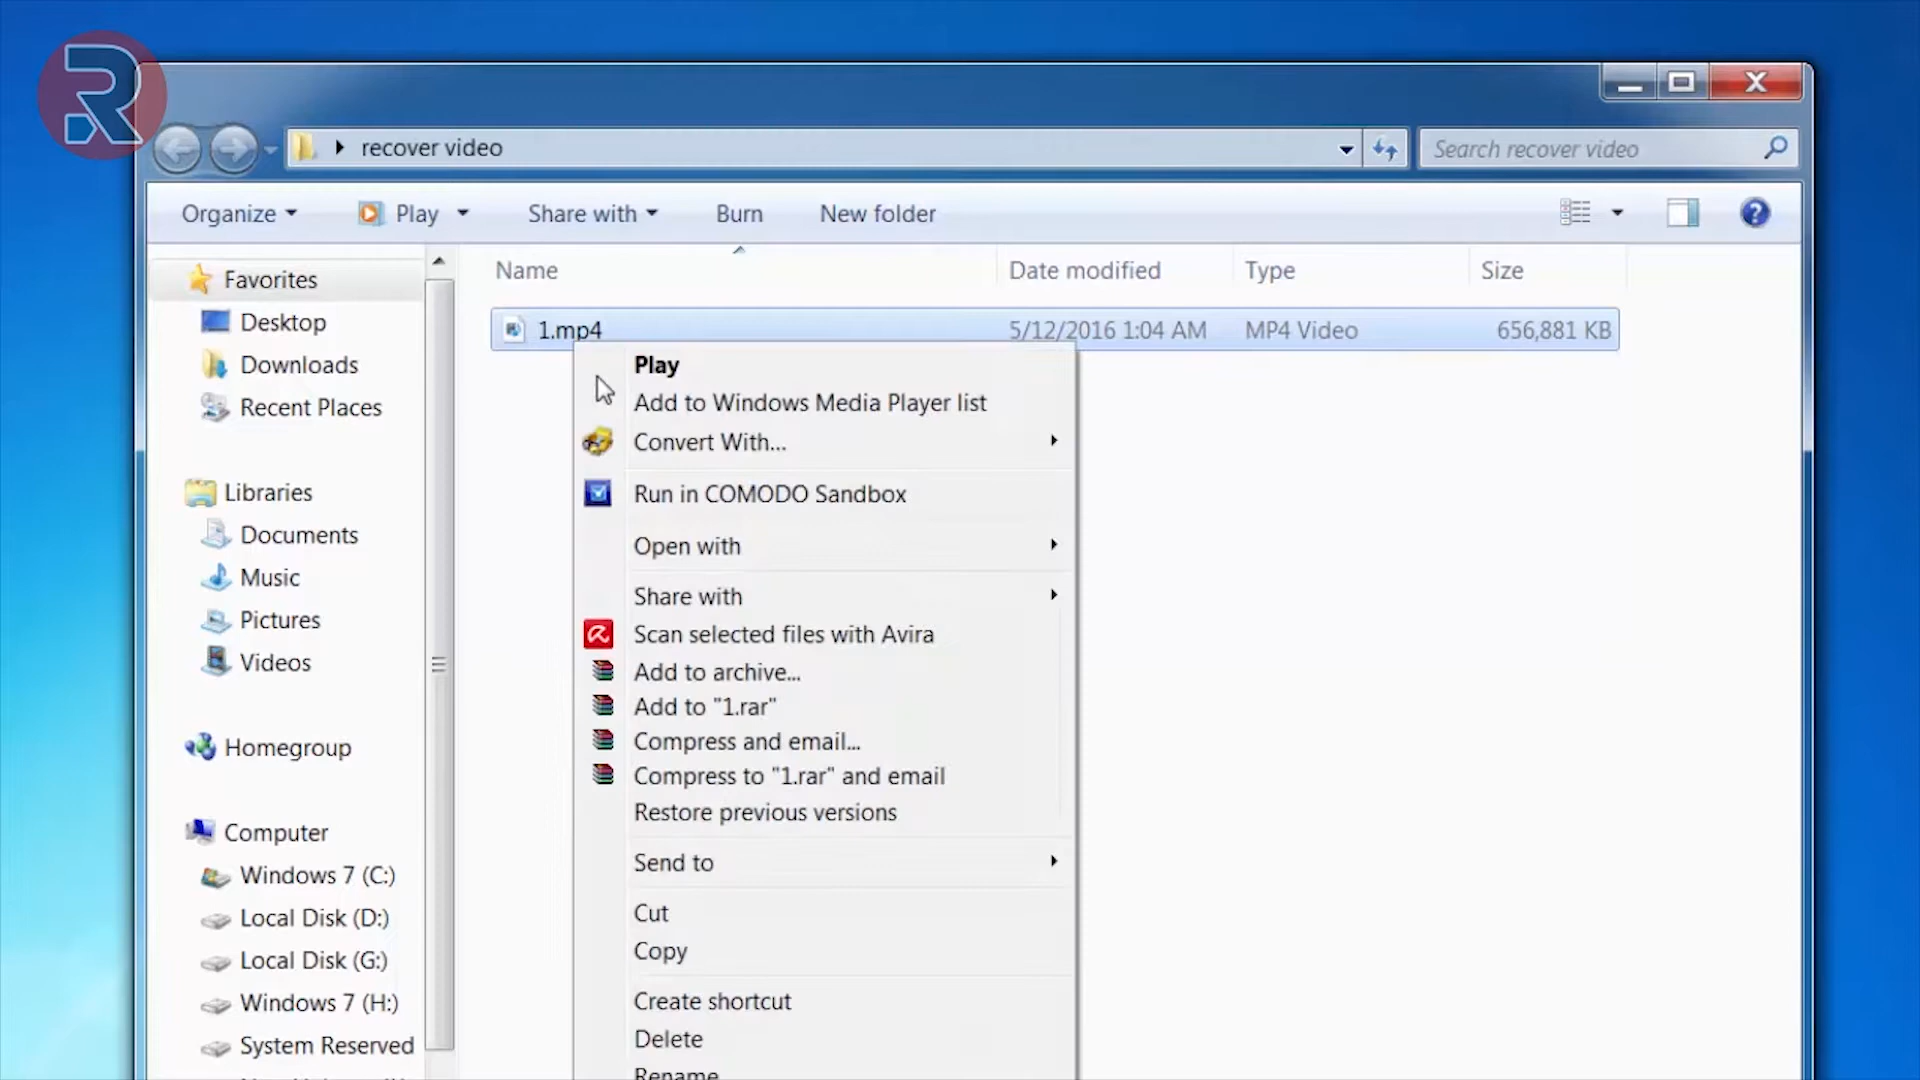 recover video
Search recover video
Organize
Play
Share with
Burn
New folder
Name
Date modified
Type
Size
1.mp4
5/12/2016 1:04 AM
MP4 Video
656,881 KB
Favorites
Desktop
Downloads
Recent Places
Libraries
Documents
Music
Pictures
Videos
Homegroup
Computer
Windows 7 (C:)
Local Disk (D:)
Local Disk (G:)
Windows 7 (H:)
System Reserved
Play
Add to Windows Media Player list
Convert With...
Run in COMODO Sandbox
Open with
Share with
Scan selected files with Avira
Add to archive...
Add to "1.rar"
Compress and email...
Compress to "1.rar" and email
Restore previous versions
Send to
Cut
Copy
Create shortcut
Delete
Rename